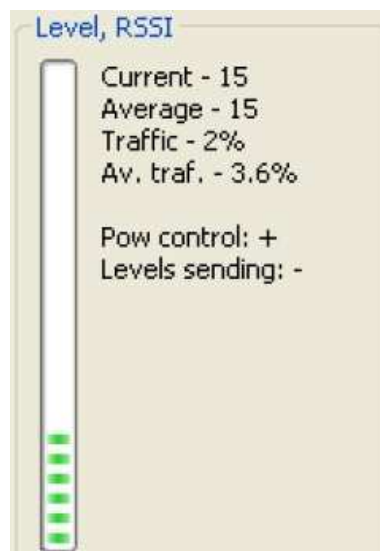 Level, RSSI
Current - 15
Average - 15
Traffic - 2%
Av. traf. - 3.6%
Pow control: +
Levels sending: -